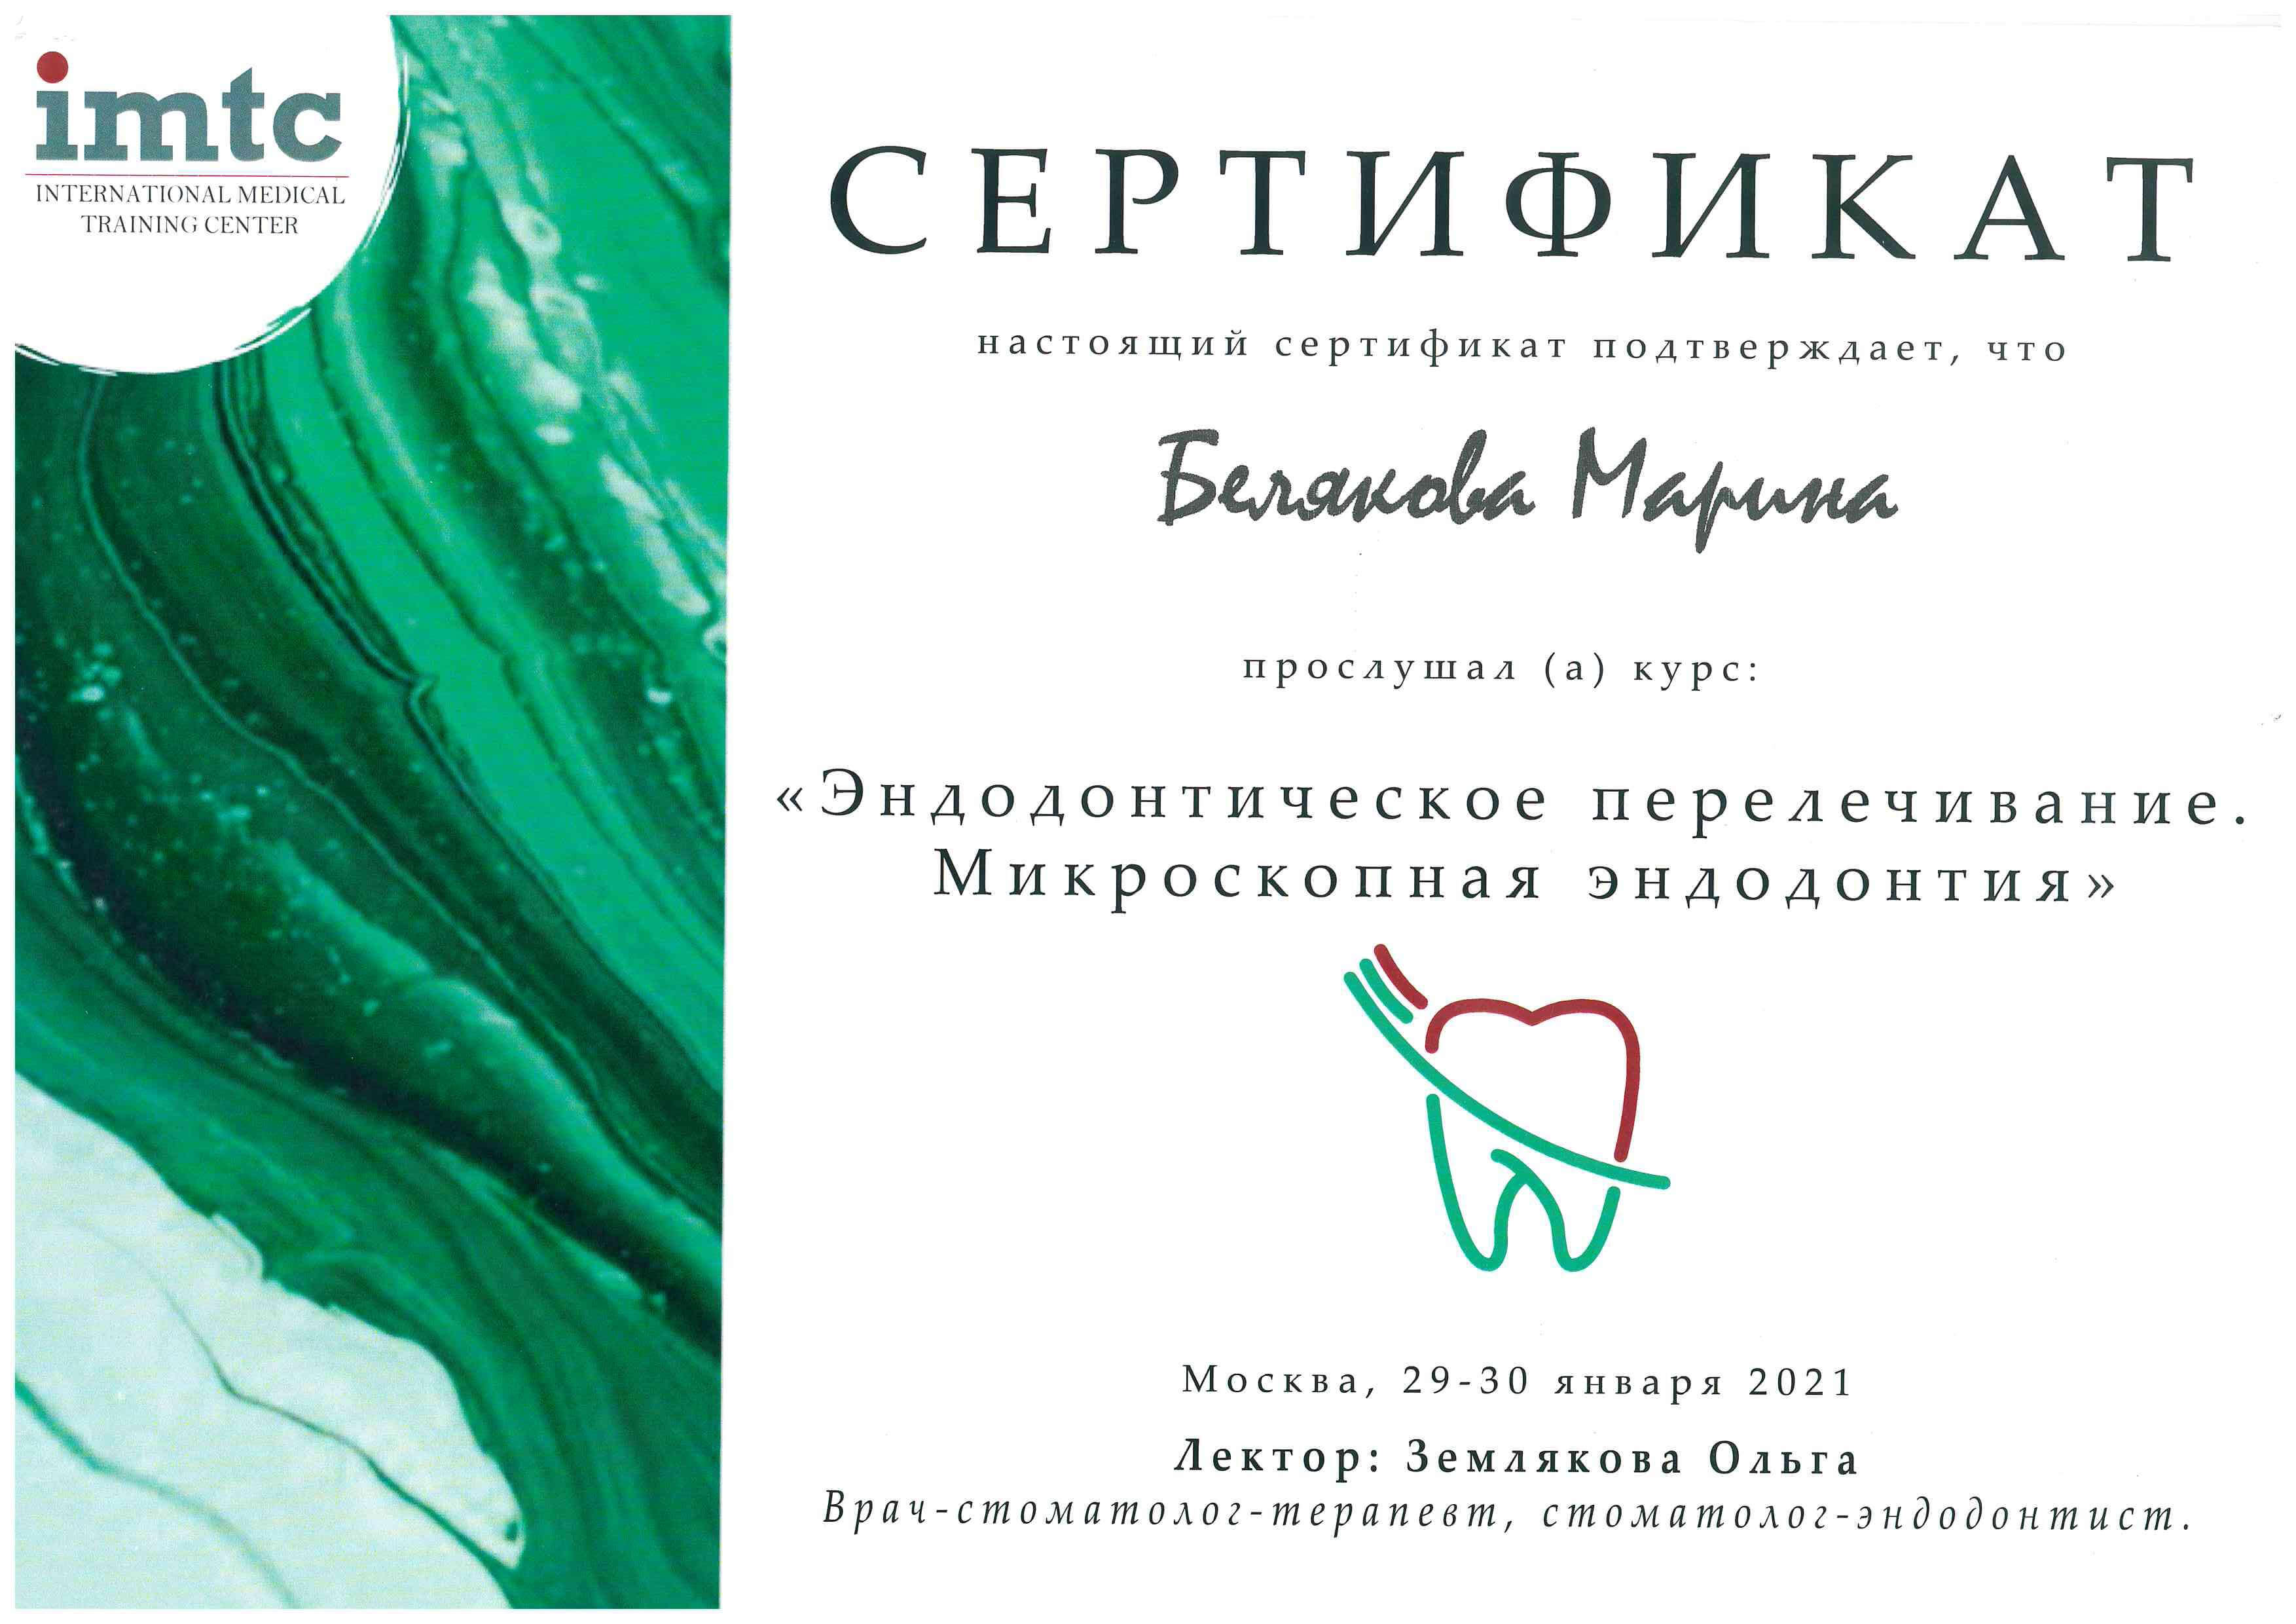 imtc
INTERNATIONAL MEDICAL
TRAINING CENTER
СЕРТИФИКАТ
настоящий сертификат подтверждает, что
Белякова Марина
прослушал (а) курс:
«Эндодонтическое перелечивание.
Микроскопная эндодонтия»
Москва, 29-30 января 2021
Лектор: Землякова Ольга
Врач-стоматолог-терапевт, стоматолог-эндодонтист.